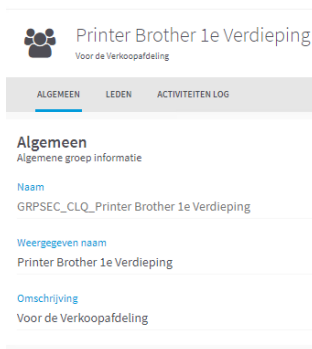 Printer Brother 1e Verdieping
Voor de Verkoopafdeling
ALGEMEEN LEDEN ACTIVITEITEN LOG
Algemeen
Algemene groep informatie
Naam
GRPSEC_CLQ_Printer Brother 1e Verdieping
Weergegeven naam
Printer Brother 1e Verdieping
Omschrijving
Voor de Verkoopafdeling